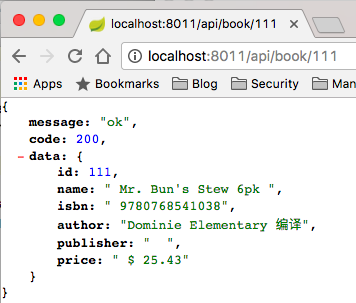 localhost:8011/api/book/111
localhost:8011/api/book/111
Apps Bookmarks Blog Security Man
{
message: "ok",
code: 200,
- data: {
id: 111,
name: " Mr. Bun's Stew 6pk ",
isbn: " 9780768541038",
author: "Dominie Elementary 编译",
publisher: "  ",
price: " $ 25.43"
}
}